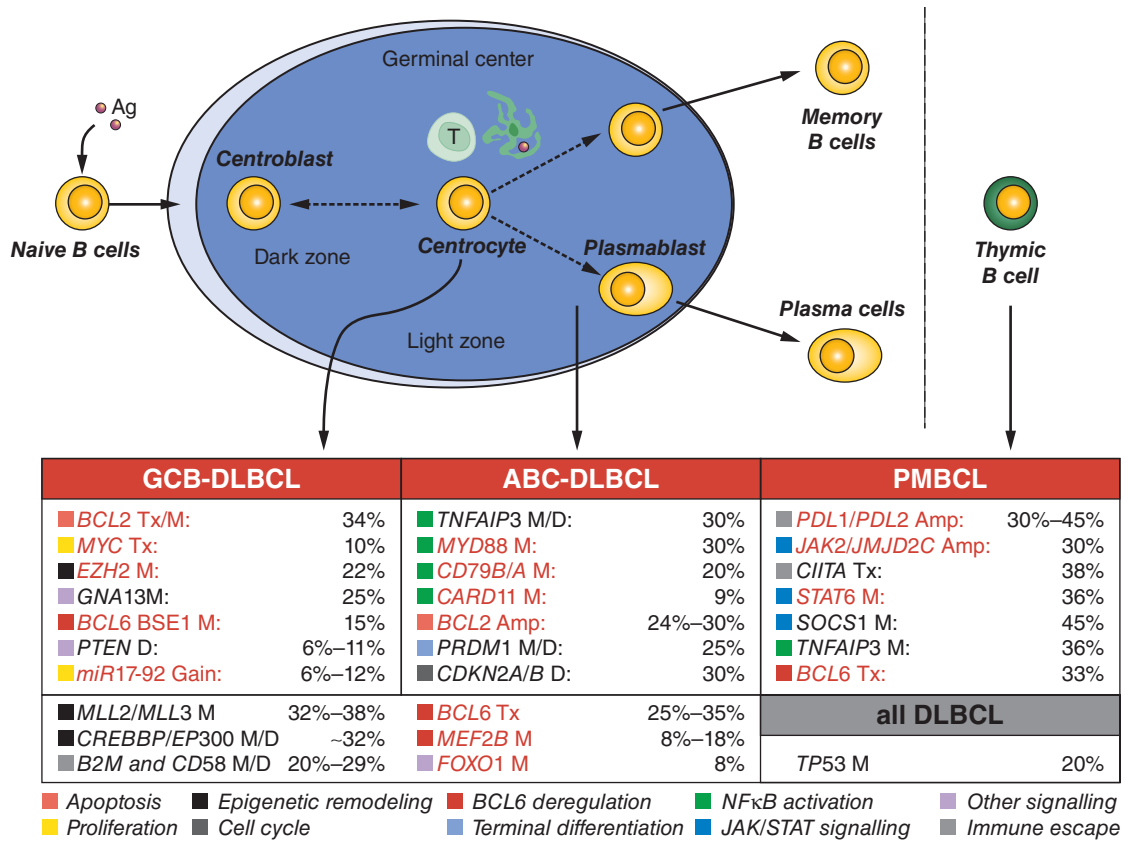 Germinal center
Ag
T
Centroblast
Centrocyte
Plasmablast
Naive B cells
Dark zone
Light zone
Memory
B cells
Plasma cells
Thymic
B cell
GCB-DLBCL
BCL2 Tx/M: 34%
MYC Tx: 10%
EZH2 M: 22%
GNA13M: 25%
BCL6 BSE1 M: 15%
PTEN D: 6%–11%
miR17-92 Gain: 6%–12%
ABC-DLBCL
TNFAIP3 M/D: 30%
MYD88 M: 30%
CD79B/A M: 20%
CARD11 M: 9%
BCL2 Amp: 24%–30%
PRDM1 M/D: 25%
CDKN2A/B D: 30%
PMBCL
PDL1/PDL2 Amp: 30%–45%
JAK2/JMJD2C Amp: 30%
CIITA Tx: 38%
STAT6 M: 36%
SOCS1 M: 45%
TNFAIP3 M: 36%
BCL6 Tx: 33%
MLL2/MLL3 M 32%–38%
CREBBP/EP300 M/D ~32%
B2M and CD58 M/D 20%–29%
BCL6 Tx 25%–35%
MEF2B M 8%–18%
FOXO1 M 8%
all DLBCL
TP53 M 20%
Apoptosis
Epigenetic remodeling
BCL6 deregulation
NFκB activation
Other signalling
Proliferation
Cell cycle
Terminal differentiation
JAK/STAT signalling
Immune escape